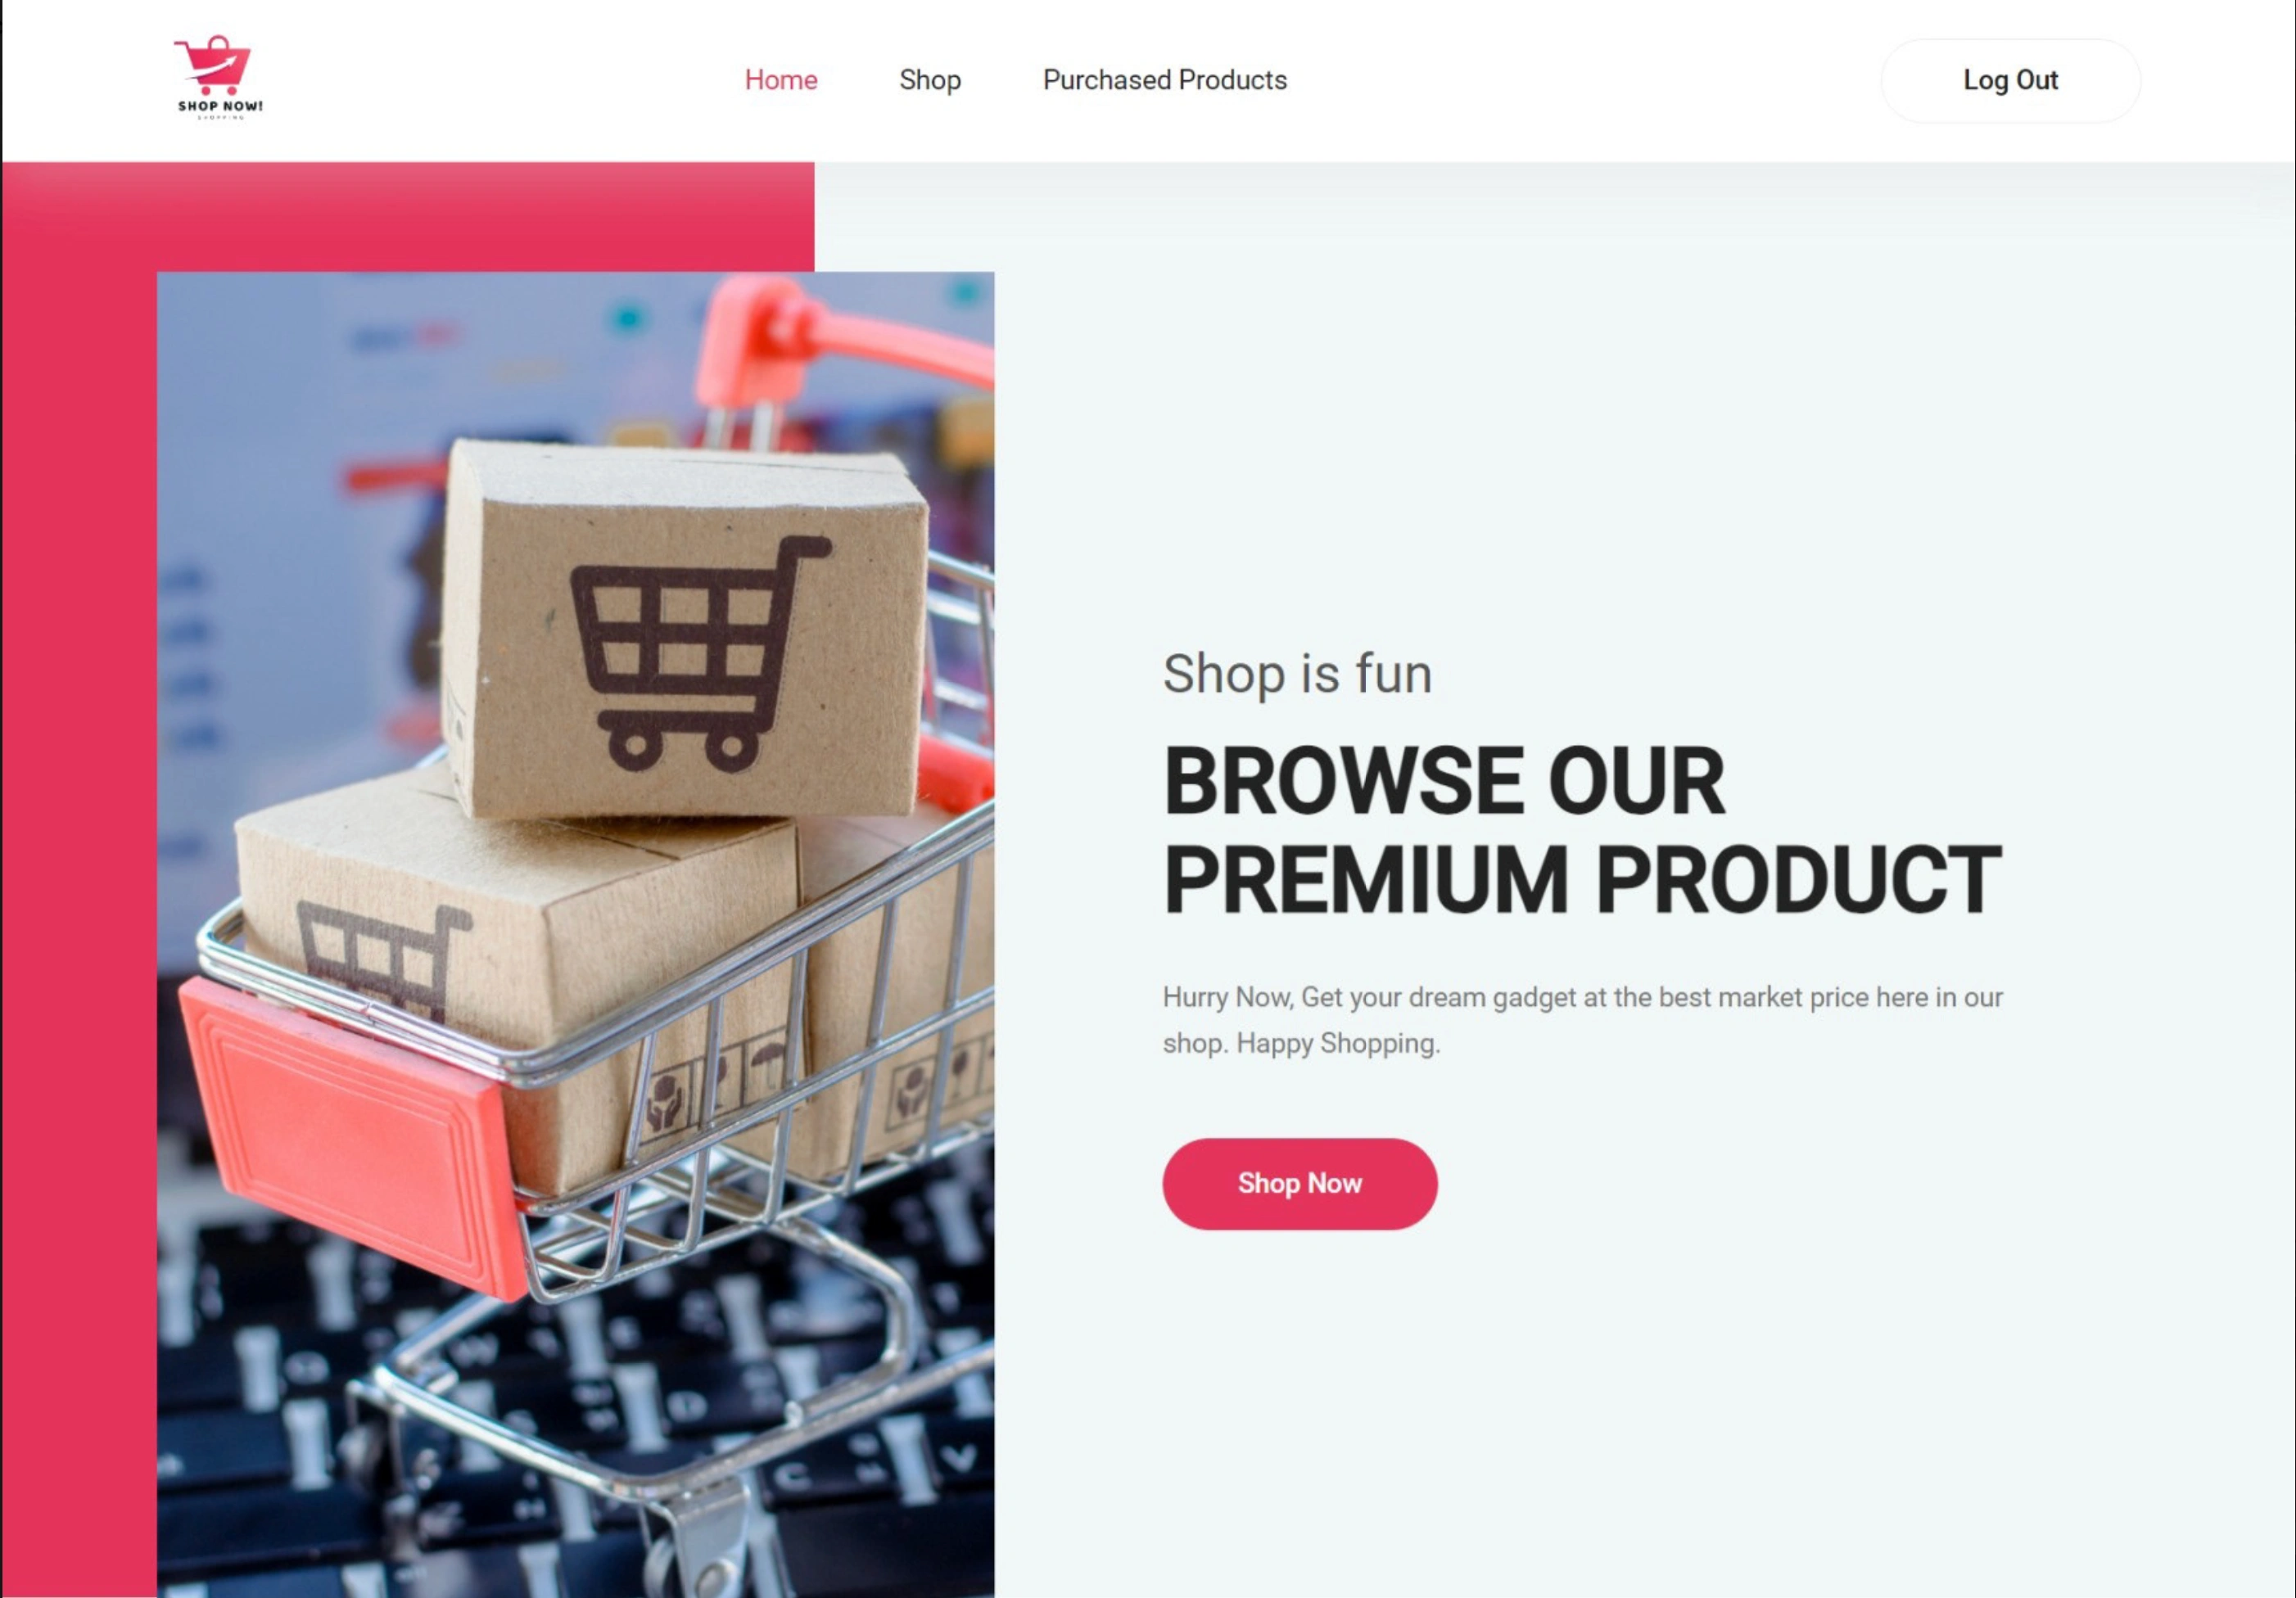 SHOP NOW!
SHOPPING
Home
Shop
Purchased Products
Log Out
Shop is fun
BROWSE OUR
PREMIUM PRODUCT
Hurry Now, Get your dream gadget at the best market price here in our
shop. Happy Shopping.
Shop Now
C
V